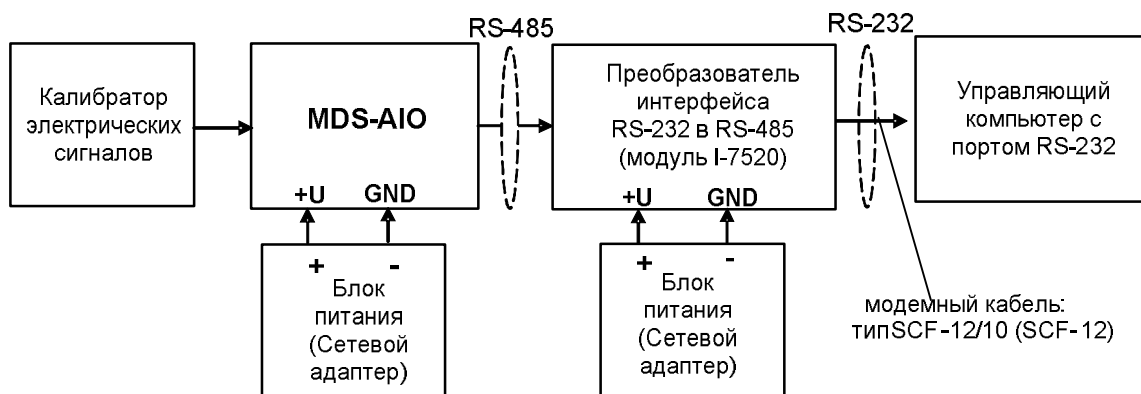 RS-485
RS-232
Калибратор
электрических
сигналов
MDS-AIO
+U GND
Преобразователь
интерфейса
RS-232 в RS-485
(модуль I-7520)
+U GND
Управляющий
компьютер с
портом RS-232
+ -
Блок
питания
(Сетевой
адаптер)
+ -
Блок
питания
(Сетевой
адаптер)
модемный кабель:
типSCF-12/10 (SCF-12)